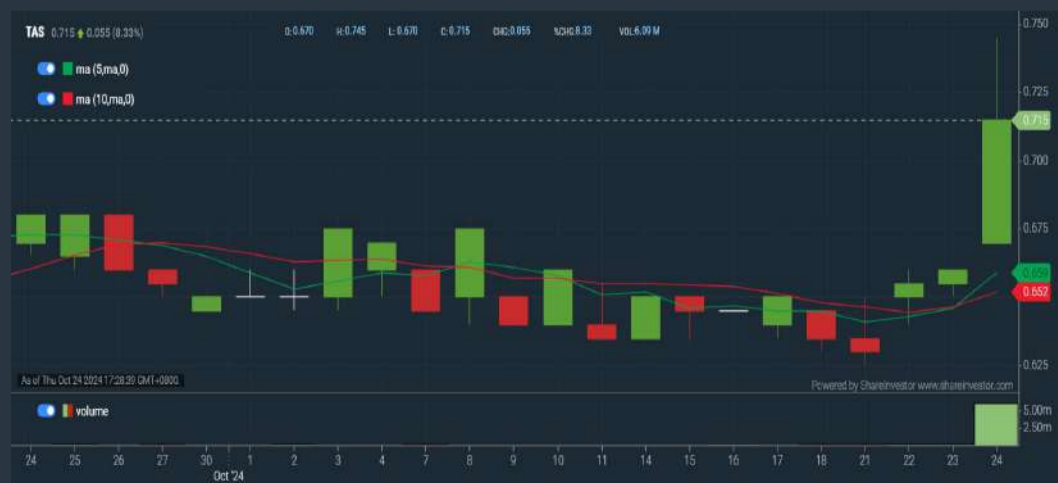 TAS 0.715 0.055 (8.33%) O:0.670 H:0.745 L:0.670 C:0.715 CHG:0.055 %CHG:8.33 VOL:6.09 M
ma (5,ma,0)
ma (10,ma,0)
0.750
0.725
0.715
0.700
0.675
0.659
0.652
0.625
As of Thu Oct 24 2024 17:28:39 GMT+0800.
Powered by ShareInvestor www.shareinvestor.com
volume
5.00m
2.50m
24 25 26 27 30 1 2 3 4 7 8 9 10 11 14 15 16 17 18 21 22 23 24
Oct '24